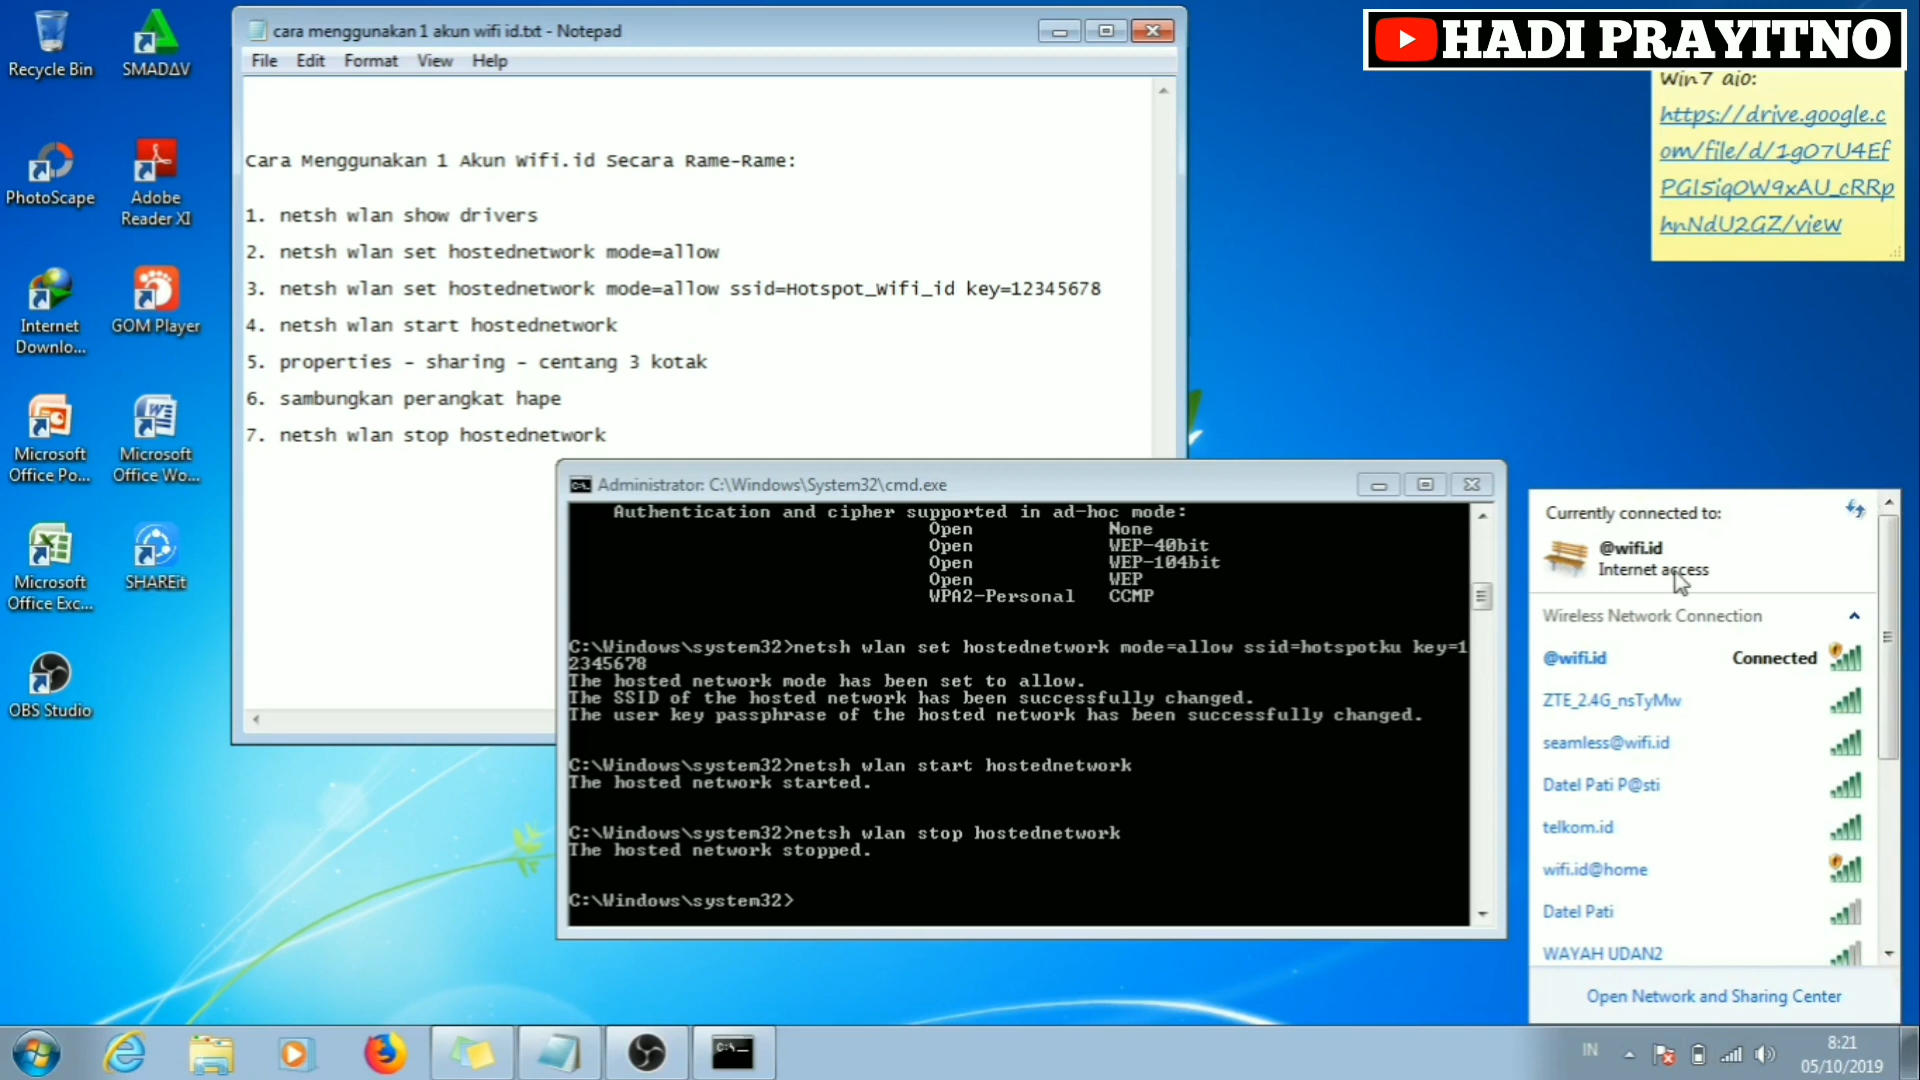 HADI PRAYITNO
Recycle Bin
SMADΔV
PhotoScape
Adobe
Reader XI
Internet
Downlo...
GOM Player
Microsoft
Office Po...
Microsoft
Office Wo...
Microsoft
Office Exc...
SHAREit
OBS Studio
cara menggunakan 1 akun wifi id.txt - Notepad
File Edit Format View Help
Cara Menggunakan 1 Akun Wifi.id Secara Rame-Rame:
1. netsh wlan show drivers
2. netsh wlan set hostednetwork mode=allow
3. netsh wlan set hostednetwork mode=allow ssid=Hotspot_Wifi_id key=12345678
4. netsh wlan start hostednetwork
5. properties - sharing - centang 3 kotak
6. sambungkan perangkat hape
7. netsh wlan stop hostednetwork
Win7 aio:
https://drive.google.c
om/file/d/1gO7U4Ef
PGI5iqOW9xAU_cRRp
hnNdU2GZ/view
Administrator: C:\Windows\System32\cmd.exe
Authentication and cipher supported in ad-hoc mode:
Open None
Open WEP-40bit
Open WEP-104bit
Open WEP
WPA2-Personal CCMP
C:\Windows\system32>netsh wlan set hostednetwork mode=allow ssid=hotspotku key=1
2345678
The hosted network mode has been set to allow.
The SSID of the hosted network has been successfully changed.
The user key passphrase of the hosted network has been successfully changed.
C:\Windows\system32>netsh wlan start hostednetwork
The hosted network started.
C:\Windows\system32>netsh wlan stop hostednetwork
The hosted network stopped.
C:\Windows\system32>
Currently connected to:
@wifi.id
Internet access
Wireless Network Connection
@wifi.id Connected
ZTE_2.4G_nsTyMw
seamless@wifi.id
Datel Pati P@sti
telkom.id
wifi.id@home
Datel Pati
WAYAH UDAN2
Open Network and Sharing Center
IN
8:21
05/10/2019